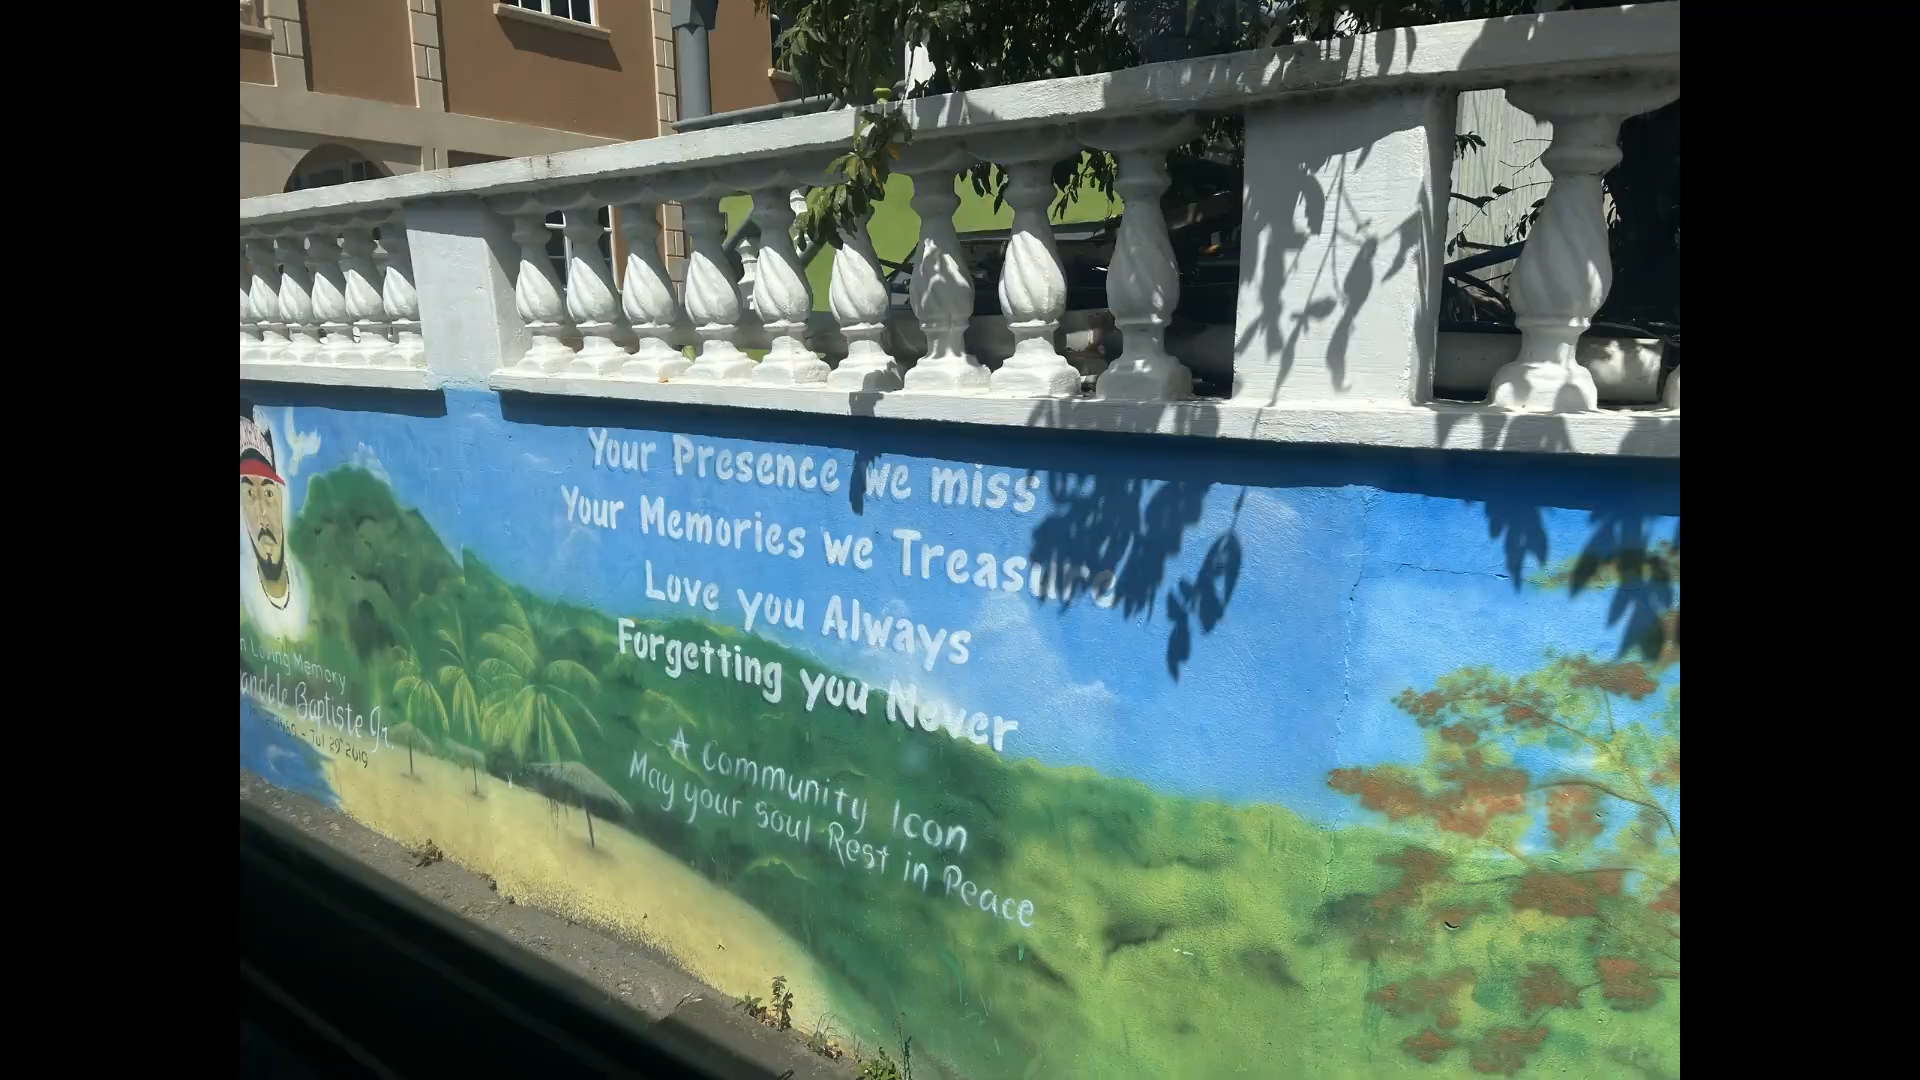 Your Presence we miss
Your Memories we Treasure
Love you Always
Forgetting you Never
A Community Icon
May your soul Rest in Peace
Loving Memory
Baptiste Jr.
- Jul 29 2019